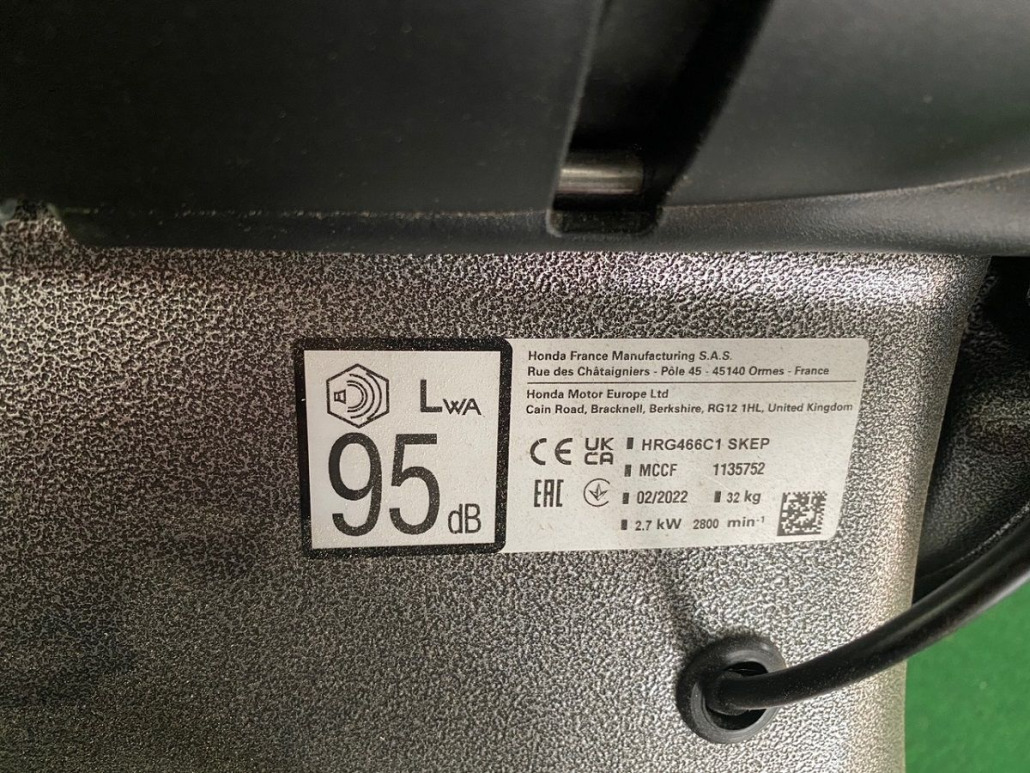 LWA
95 dB
Honda France Manufacturing S.A.S.
Rue des Châtaigniers - Pôle 45 - 45140 Ormes - France
Honda Motor Europe Ltd
Cain Road, Bracknell, Berkshire, RG12 1HL, United Kingdom
CE UK CA HRG466C1 SKEP
MCCF 1135752
EAC 02/2022 32 kg
2.7 kW 2800 min-1